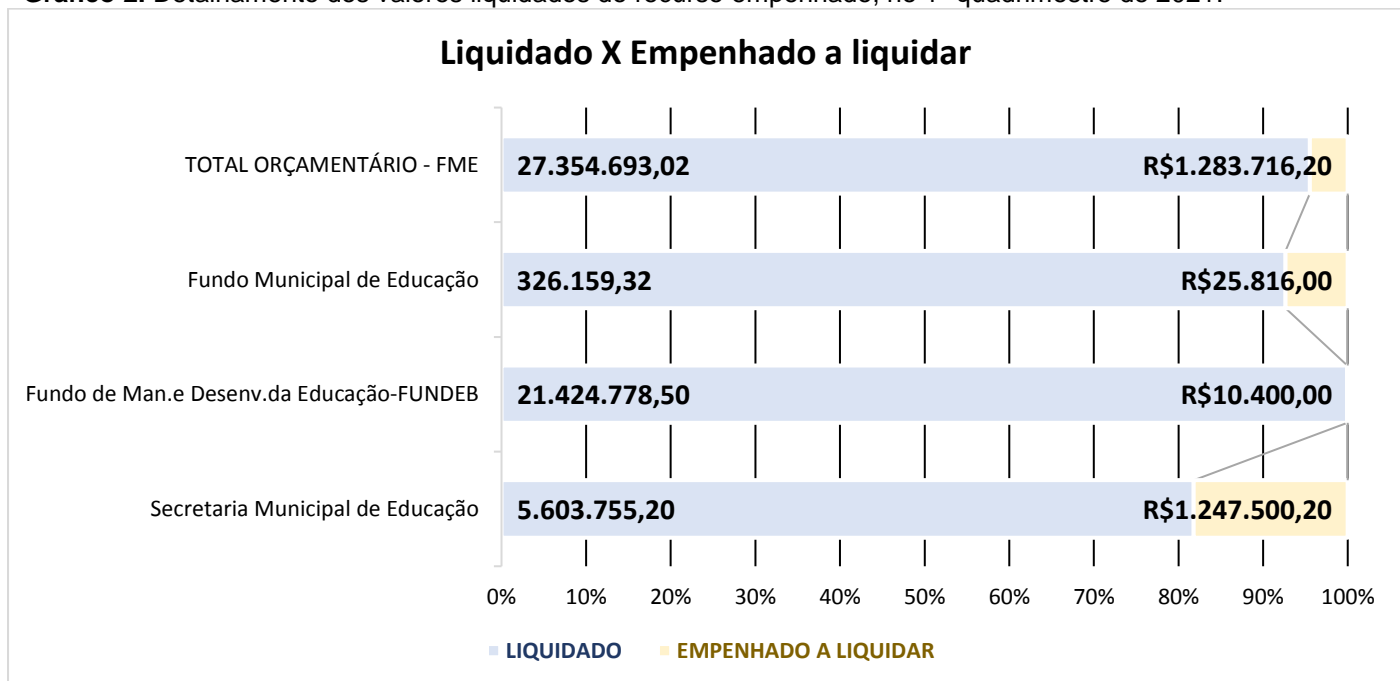 Liquidado X Empenhado a liquidar
TOTAL ORÇAMENTÁRIO - FME 27.354.693,02 R$1.283.716,20
Fundo Municipal de Educação 326.159,32 R$25.816,00
Fundo de Man.e Desenv.da Educação-FUNDEB 21.424.778,50 R$10.400,00
Secretaria Municipal de Educação 5.603.755,20 R$1.247.500,20
0% 10% 20% 30% 40% 50% 60% 70% 80% 90% 100%
LIQUIDADO EMPENHADO A LIQUIDAR